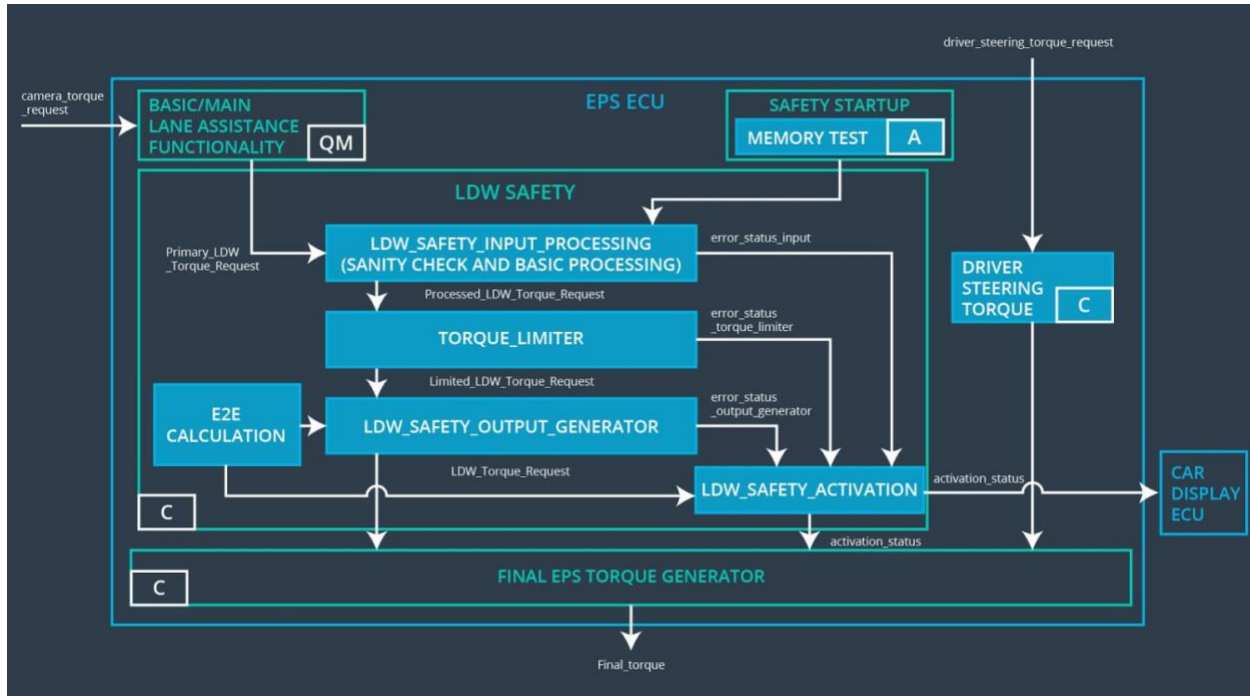 driver_steering_torque_request
camera_torque
_request
BASIC/MAIN
LANE ASSISTANCE
FUNCTIONALITY
QM
EPS ECU
SAFETY STARTUP
MEMORY TEST
A
LDW SAFETY
Primary_LDW
_Torque_Request
LDW_SAFETY_INPUT_PROCESSING
(SANITY CHECK AND BASIC PROCESSING)
error_status_input
DRIVER
STEERING
TORQUE
C
Processed_LDW_Torque_Request
TORQUE_LIMITER
error_status
_torque_limiter
Limited_LDW_Torque_Request
E2E
CALCULATION
LDW_SAFETY_OUTPUT_GENERATOR
error_status
_output_generator
LDW_Torque_Request
LDW_SAFETY_ACTIVATION
activation_status
CAR
DISPLAY
ECU
C
activation_status
C
FINAL EPS TORQUE GENERATOR
Final_torque